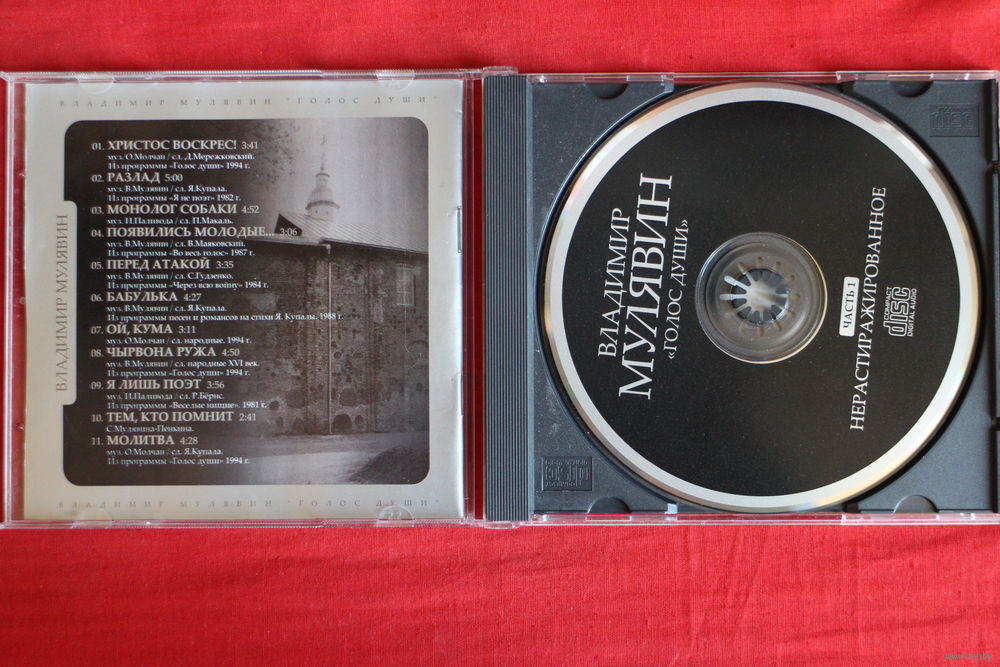 ВЛАДИМИР МУЛЯВИН "ГОЛОС ДУШИ"
ВЛАДИМИР МУЛЯВИН
01. ХРИСТОС ВОСКРЕС! 3:41
муз. О.Молчан / сл. Д.Мережковский.
Из программы «Голос души» 1994 г.
02. РАЗЛАД 5:00
муз. В.Мулявин / сл. Я.Купала.
Из программы «Я не поэт» 1982 г.
03. МОНОЛОГ СОБАКИ 4:52
муз. И.Паливода / сл. П.Макаль.
04. ПОЯВИЛИСЬ МОЛОДЫЕ... 3:06
муз. В.Мулявин / сл. В.Маяковский.
Из программы «Во весь голос» 1987 г.
05. ПЕРЕД АТАКОЙ 3:35
муз. В.Мулявин / сл. С.Гудзенко.
Из программы «Через всю войну» 1984 г.
06. БАБУЛЬКА 4:27
муз. В.Мулявин / сл. Я.Купала.
Из программы песен и романсов на стихи Я. Купалы. 1988 г
07. ОЙ, КУМА 3:11
муз. О.Молчан / сл. народные. 1994 г.
08. ЧЫРВОНА РУЖА 4:50
муз. В.Мулявин / сл. народные XVI век.
Из программы «Голос души» 1994 г.
09. Я ЛИШЬ ПОЭТ 3:56
муз. И.Паливода / сл. Р.Бёрнс.
Из программы «Веселые нищие». 1981 г.
10. ТЕМ, КТО ПОМНИТ 2:41
С.Мулявина-Пенкина.
11. МОЛИТВА 4:28
муз. О.Молчан / сл. Я.Купала.
Из программы «Голос души» 1994 г.
ВЛАДИМИР МУЛЯВИН "ГОЛОС ДУШИ"
ВЛАДИМИР
МУЛЯВИН
«ГОЛОС ДУШИ»
ЧАСТЬ 1
НЕРАСТИРАЖИРОВАННОЕ
COMPACT
disc
DIGITAL AUDIO